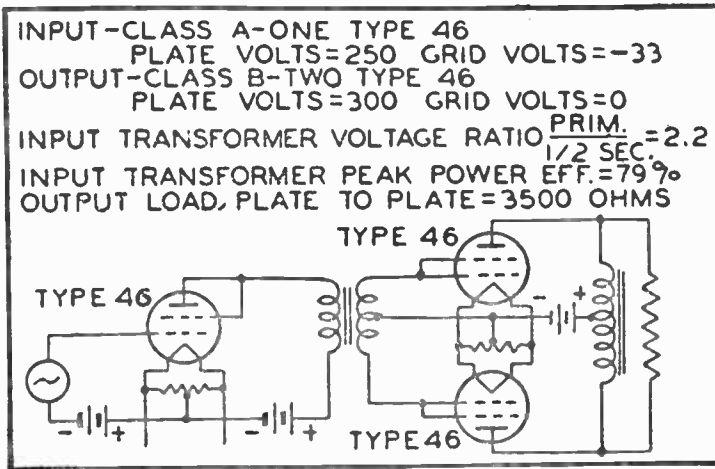 INPUT-CLASS A-ONE TYPE 46
PLATE VOLTS=250 GRID VOLTS=-33
OUTPUT-CLASS B-TWO TYPE 46
PLATE VOLTS=300 GRID VOLTS=0
INPUT TRANSFORMER VOLTAGE RATIO PRIM./1/2 SEC.=2.2
INPUT TRANSFORMER PEAK POWER EFF.=79%
OUTPUT LOAD, PLATE TO PLATE=3500 OHMS
TYPE 46
TYPE 46
- +
- +
- +
TYPE 46